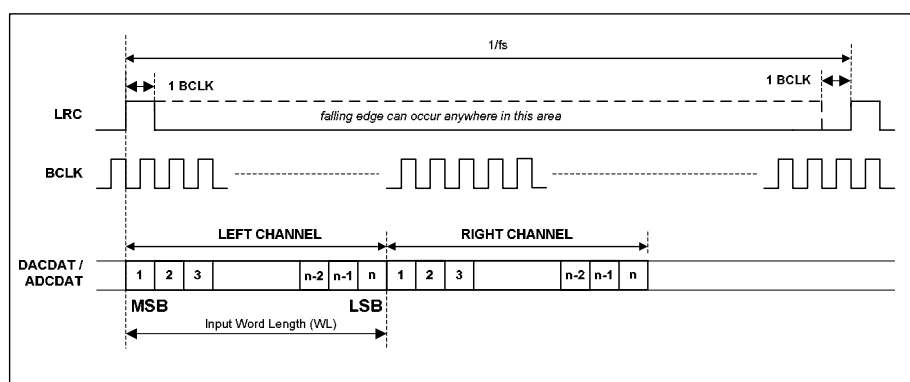 1/fs
1 BCLK
1 BCLK
LRC
falling edge can occur anywhere in this area
BCLK
LEFT CHANNEL
RIGHT CHANNEL
DACDAT /
ADCDAT
1 2 3 n-2 n-1 n 1 2 3 n-2 n-1 n
MSB
LSB
Input Word Length (WL)